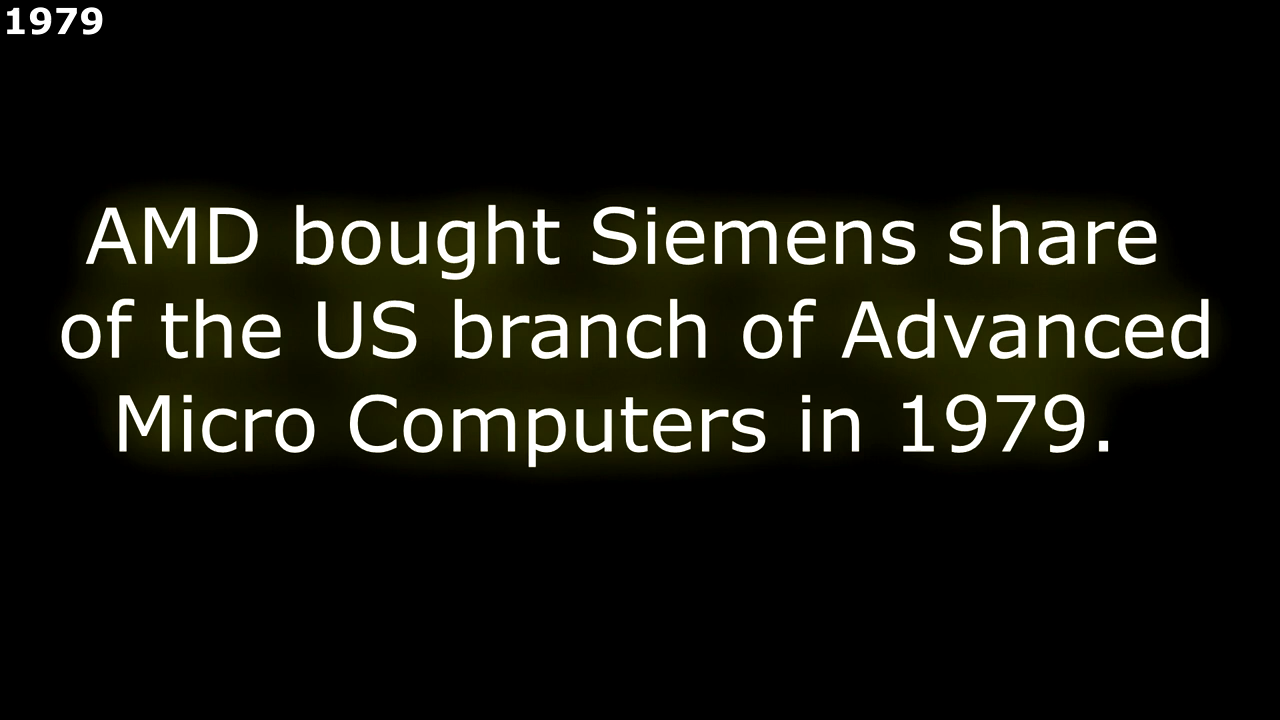 1979
AMD bought Siemens share
of the US branch of Advanced
Micro Computers in 1979.